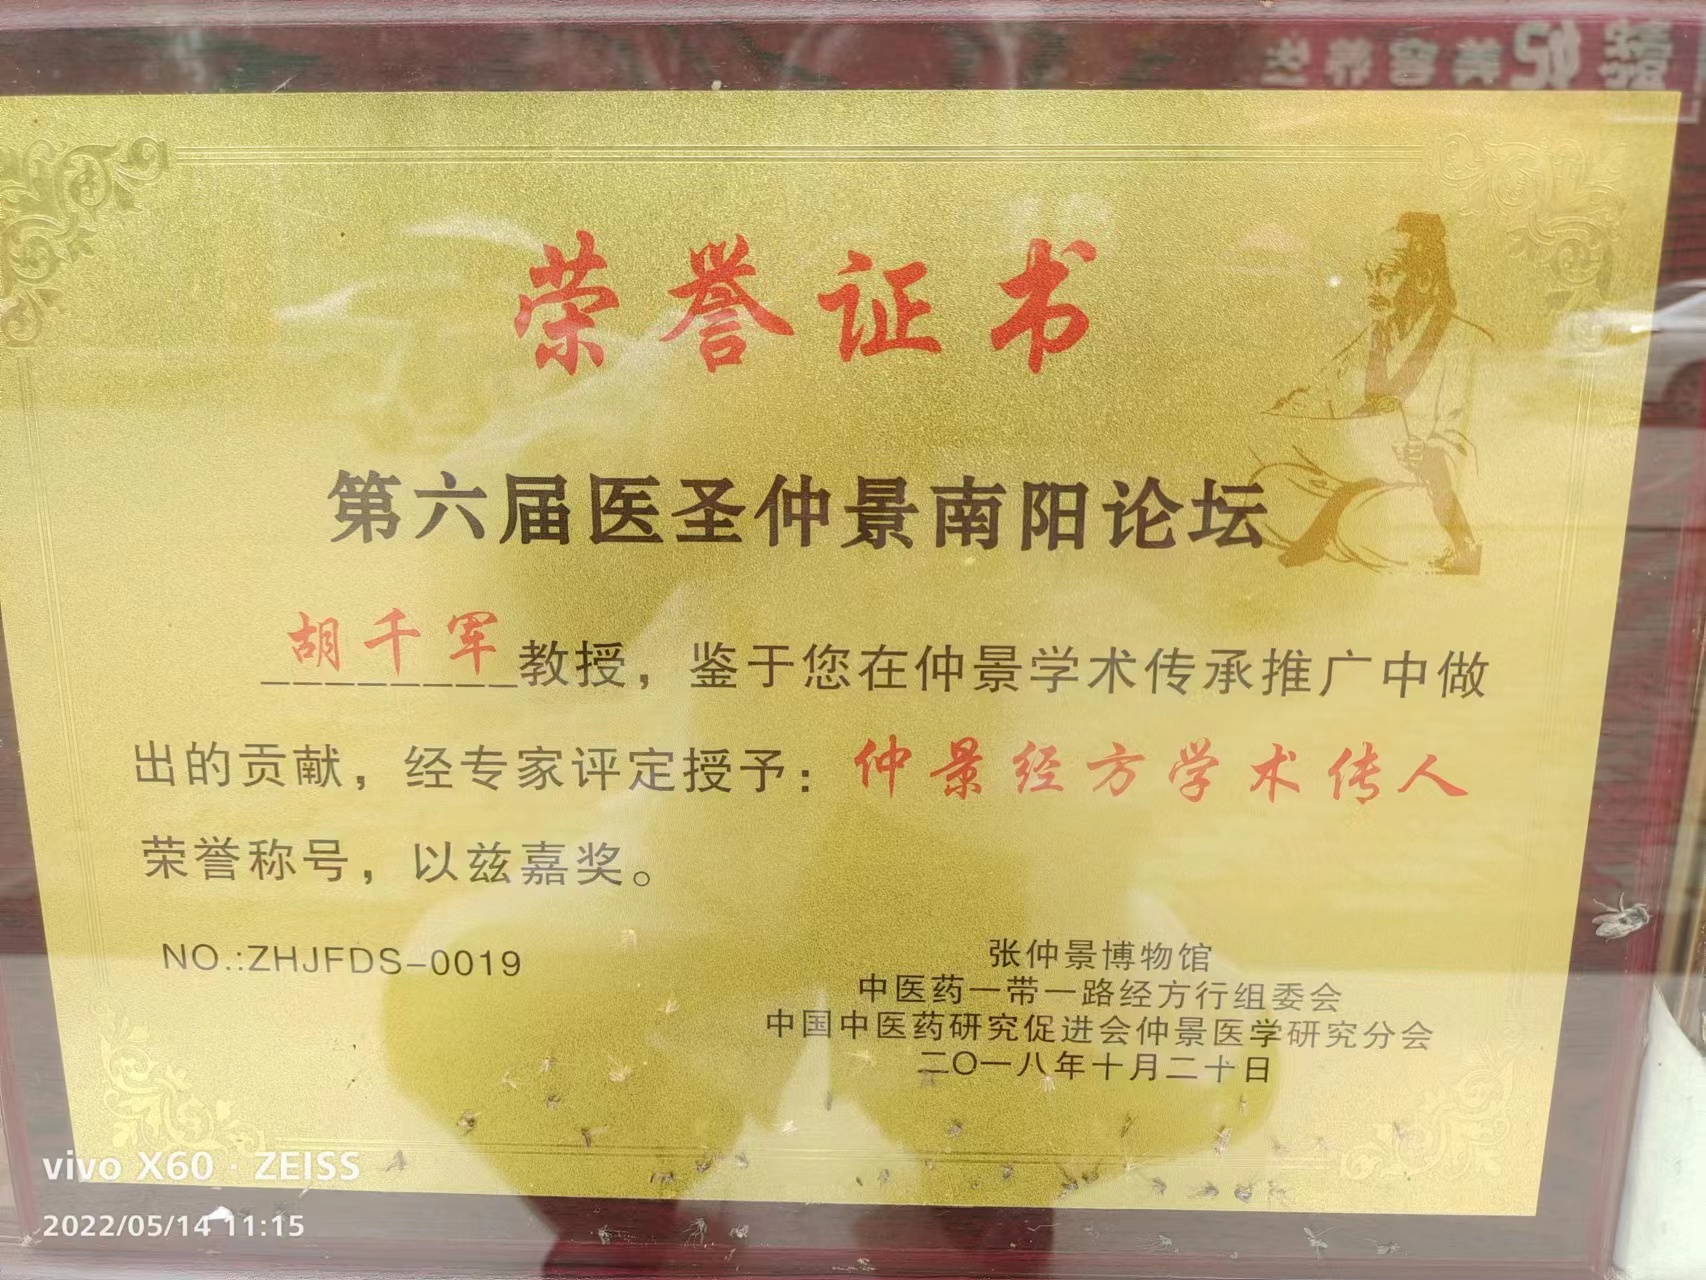 荣誉证书
第六届医圣仲景南阳论坛
胡千军教授，鉴于您在仲景学术传承推广中做
出的贡献，经专家评定授予：仲景经方学术传人
荣誉称号，以兹嘉奖。
NO.:ZHJFDS-0019
张仲景博物馆
中医药一带一路经方行组委会
中国中医药研究促进会仲景医学研究分会
二〇一八年十月二十日
vivo X60 · ZEISS
2022/05/14 11:15